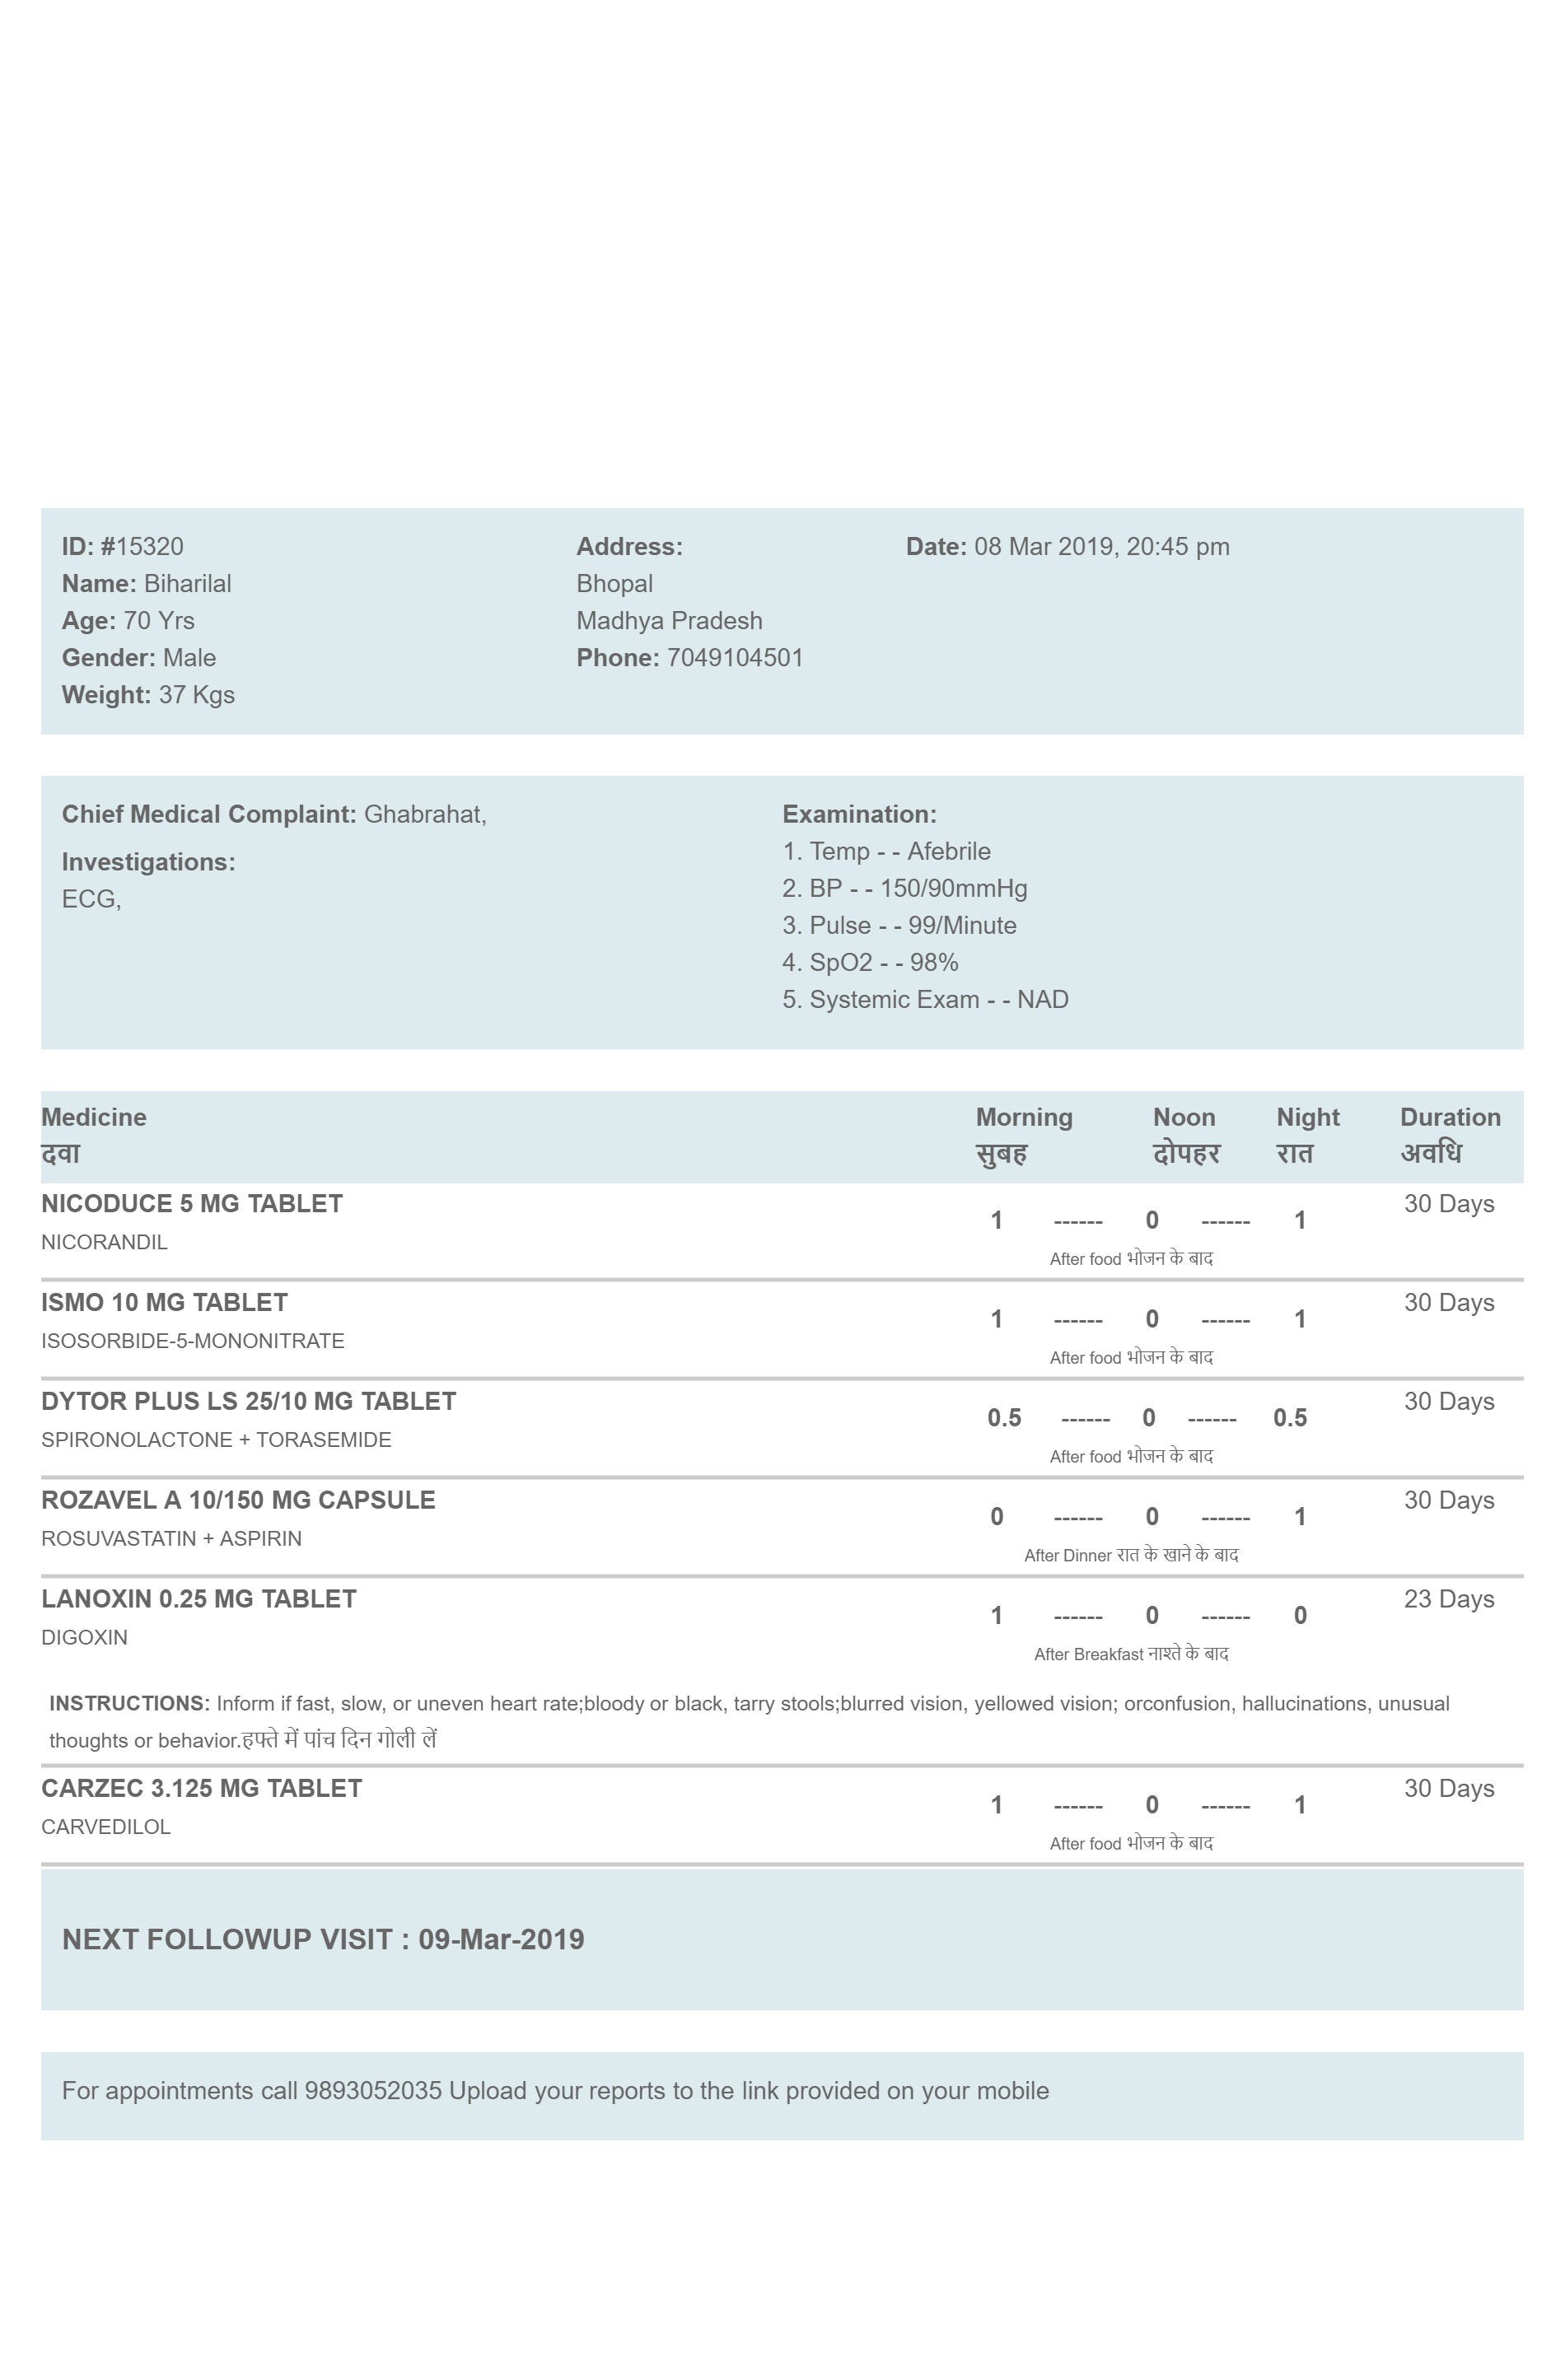 ID: #15320
Name: Biharilal
Age: 70 Yrs
Gender: Male
Weight: 37 Kgs
Address:
Bhopal
Madhya Pradesh
Phone: 7049104501
Date: 08 Mar 2019, 20:45 pm
Chief Medical Complaint: Ghabrahat,
Investigations:
ECG,
Examination:
1. Temp - - Afebrile
2. BP - - 150/90mmHg
3. Pulse - - 99/Minute
4. SpO2 - - 98%
5. Systemic Exam - - NAD
Medicine Morning Noon Night Duration
दवा सुबह दोपहर रात अवधि
NICODUCE 5 MG TABLET 30 Days
1 ------ 0 ------ 1
NICORANDIL
After food भोजन के बाद
ISMO 10 MG TABLET 30 Days
1 ------ 0 ------ 1
ISOSORBIDE-5-MONONITRATE
After food भोजन के बाद
DYTOR PLUS LS 25/10 MG TABLET 30 Days
0.5 ------ 0 ------ 0.5
SPIRONOLACTONE + TORASEMIDE
After food भोजन के बाद
ROZAVEL A 10/150 MG CAPSULE 30 Days
0 ------ 0 ------ 1
ROSUVASTATIN + ASPIRIN
After Dinner रात के खाने के बाद
LANOXIN 0.25 MG TABLET 23 Days
1 ------ 0 ------ 0
DIGOXIN
After Breakfast नाश्ते के बाद
INSTRUCTIONS: Inform if fast, slow, or uneven heart rate;bloody or black, tarry stools;blurred vision, yellowed vision; orconfusion, hallucinations, unusual
thoughts or behavior.हफ्ते में पांच दिन गोली लें
CARZEC 3.125 MG TABLET 30 Days
1 ------ 0 ------ 1
CARVEDILOL
After food भोजन के बाद
NEXT FOLLOWUP VISIT : 09-Mar-2019
For appointments call 9893052035 Upload your reports to the link provided on your mobile